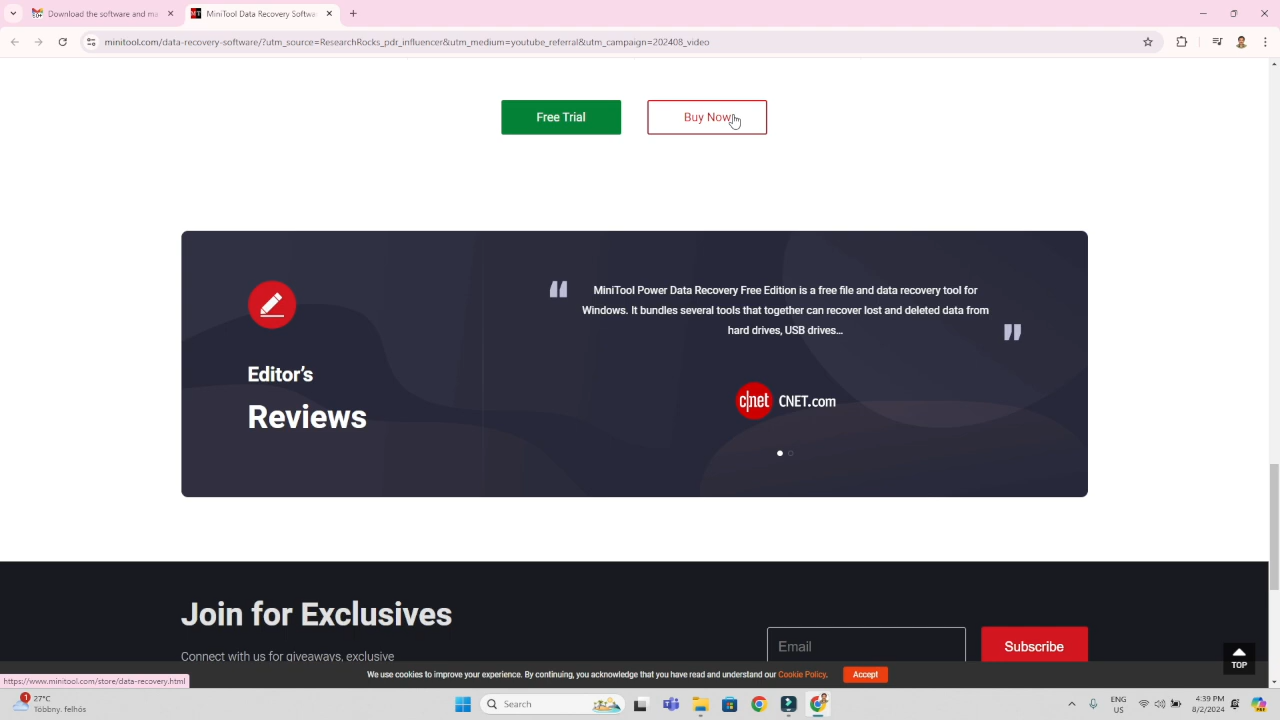 Download the software and ma
MiniTool Data Recovery Softwa
minitool.com/data-recovery-software/?utm_source=ResearchRocks_pdr_influencer&utm_medium=youtube_referral&utm_campaign=202408_video
Free Trial
Buy Now
Editor’s
Reviews
MiniTool Power Data Recovery Free Edition is a free file and data recovery tool for
Windows. It bundles several tools that together can recover lost and deleted data from
hard drives, USB drives...
c|net CNET.com
Join for Exclusives
Connect with us for giveaways, exclusive
Email
Subscribe
TOP
We use cookies to improve your experience. By continuing, you acknowledge that you have read and understand our Cookie Policy.
Accept
https://www.minitool.com/store/data-recovery.html
1
27°C
Többny. felhős
Search
ENG
US
4:39 PM
8/2/2024